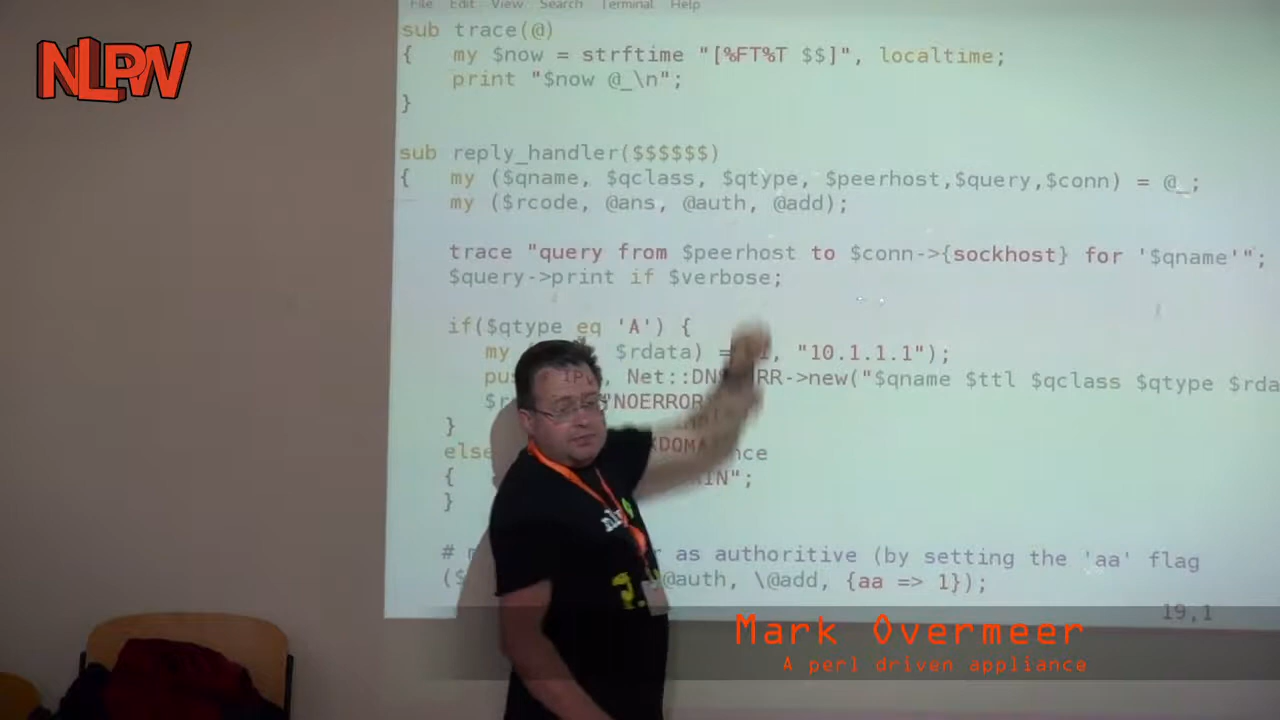 File Edit View Search Terminal Help
NLPW
sub trace(@)
{ my $now = strftime "[%FT%T $$]", localtime;
print "$now @_\n";
}
sub reply_handler($$$$$$)
{ my ($qname, $qclass, $qtype, $peerhost,$query,$conn) = @_;
my ($rcode, @ans, @auth, @add);
trace "query from $peerhost to $conn->{sockhost} for '$qname'";
$query->print if $verbose;
if($qtype eq 'A') {
my $rdata) = "10.1.1.1");
Net::DNS RR->new("$qname $ttl $qclass $qtype $rda
NOERROR
}
else
{ ";
}
# as authoritive (by setting the 'aa' flag
@auth, \@add, {aa => 1});
19,1
Mark Overmeer
A perl driven appliance